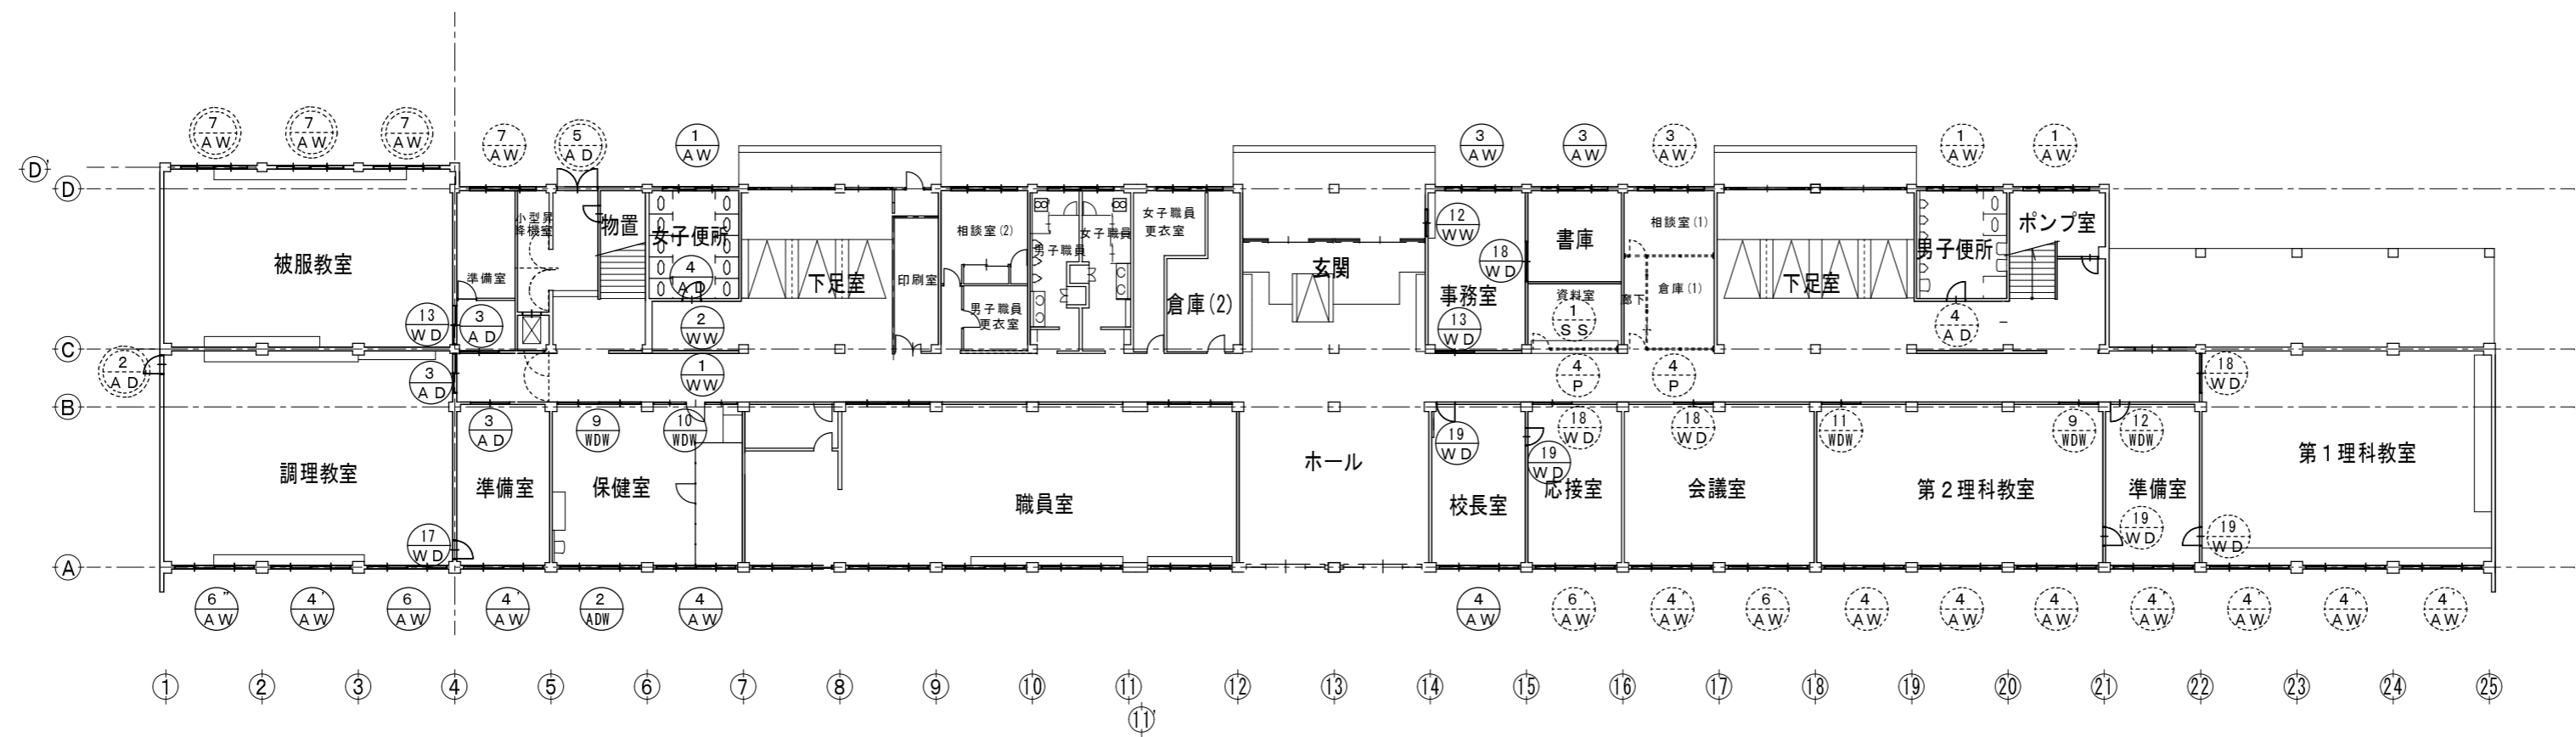 7 AW
7 AW
7 AW
7 AW
5 AD
1 AW
3 AW
3 AW
3 AW
1 AW
1 AW
D'
D
小型昇
降機室
物置
女子便所
4 AD
準備室
被服教室
13 WD
3 AD
2 WW
下足室
印刷室
相談室(2)
男子職員
更衣室
男子職員
女子職員
女子職員
更衣室
倉庫(2)
玄関
12 WW
18 WD
事務室
13 WD
書庫
資料室
1 SS
相談室(1)
倉庫(1)
廊下
下足室
男子便所
4 AD
ポンプ室
C
2 AD
3 AD
1 WW
4 P
4 P
18 WD
B
3 AD
9 WDW
10 WDW
19 WD
18 WD
19 WD
18 WD
11 WDW
9 WDW
12 WDW
調理教室
準備室
保健室
職員室
ホール
校長室
応接室
会議室
第2理科教室
準備室
第1理科教室
17 WD
19 WD
19 WD
A
6" AW
4' AW
6 AW
4' AW
2 ADW
4 AW
4 AW
6' AW
4' AW
6 AW
4' AW
4' AW
4' AW
4' AW
4' AW
4' AW
4' AW
1 2 3 4 5 6 7 8 9 10 11 12 13 14 15 16 17 18 19 20 21 22 23 24 25
11'